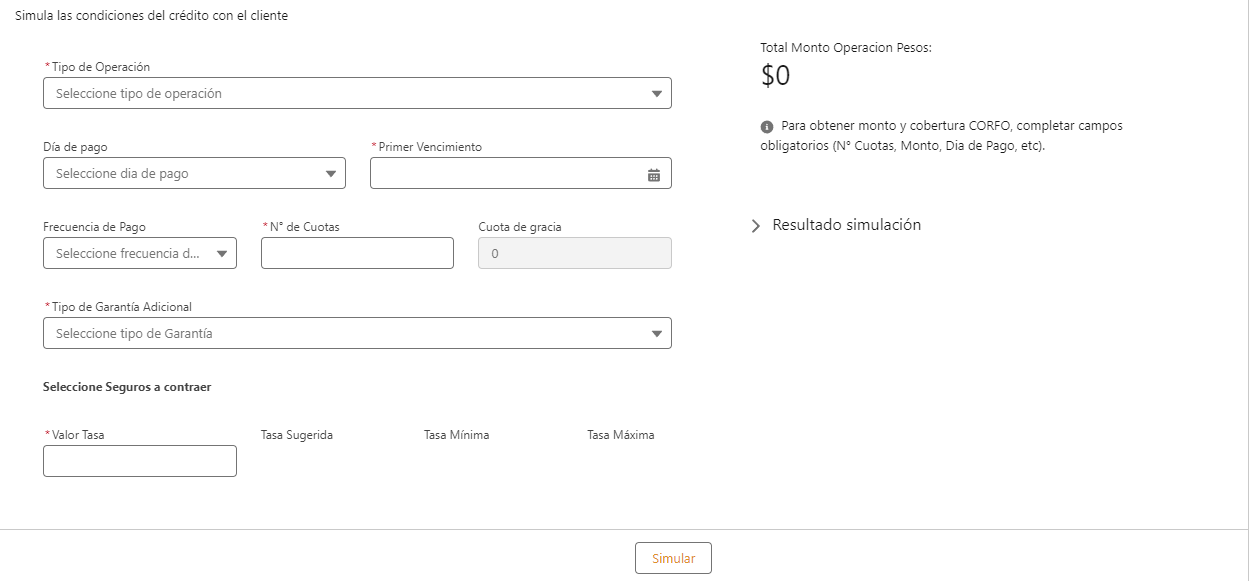 Simula las condiciones del crédito con el cliente
*Tipo de Operación
Seleccione tipo de operación
Día de pago
Seleccione dia de pago
*Primer Vencimiento
Frecuencia de Pago
Seleccione frecuencia d...
*N° de Cuotas
Cuota de gracia
0
*Tipo de Garantía Adicional
Seleccione tipo de Garantía
Seleccione Seguros a contraer
*Valor Tasa
Tasa Sugerida
Tasa Mínima
Tasa Máxima
Total Monto Operacion Pesos:
$0
Para obtener monto y cobertura CORFO, completar campos
obligatorios (N° Cuotas, Monto, Dia de Pago, etc).
Resultado simulación
Simular